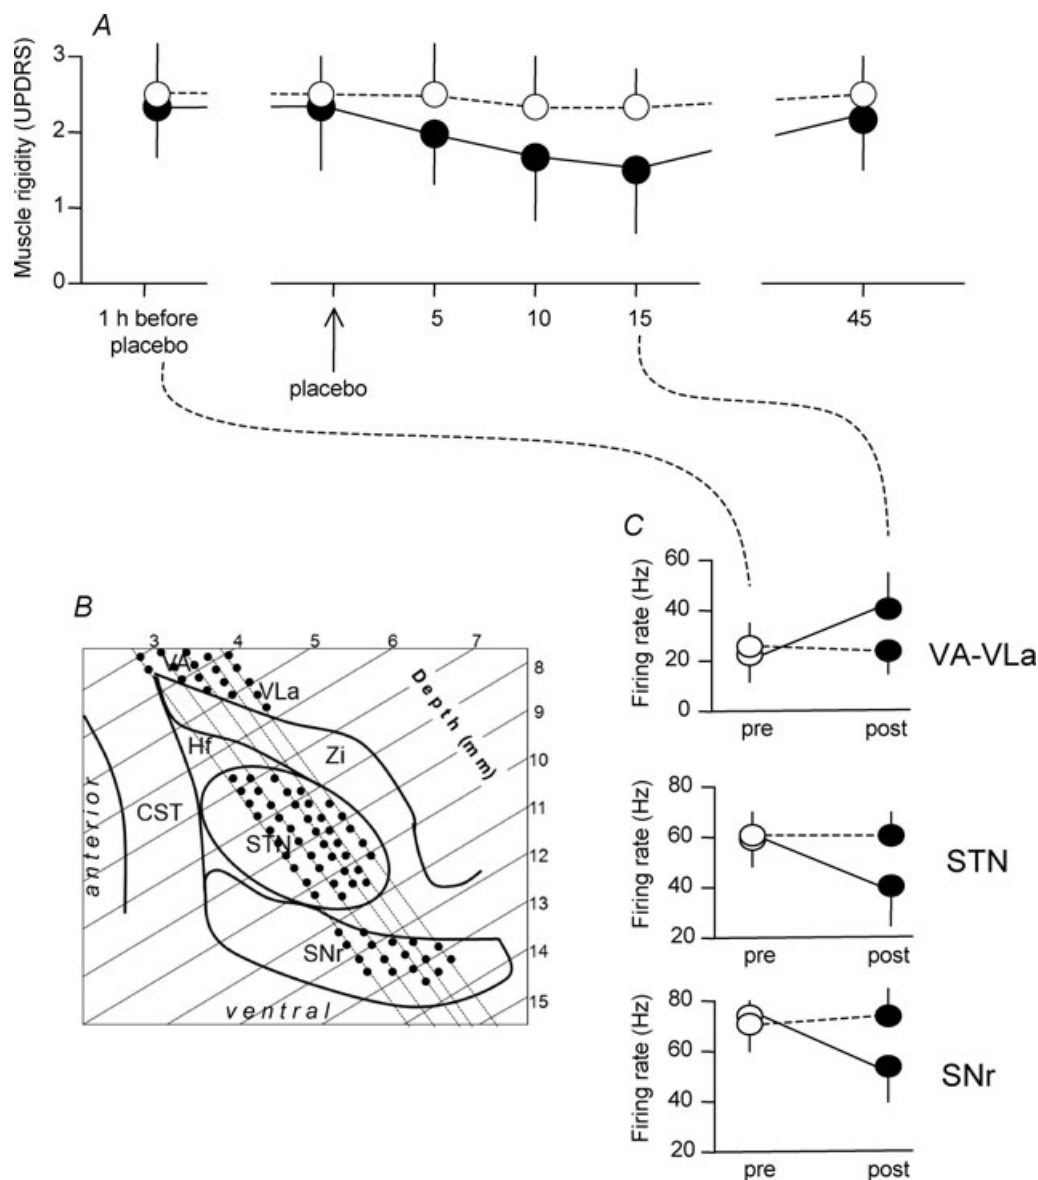 A
Muscle rigidity (UPDRS)
3
2
1
0
1 h before
placebo
placebo
5
10
15
45
B
3
4
5
6
7
8
9
10
11
12
13
14
15
Depth (mm)
VA
VLa
Hf
Zi
CST
STN
SNr
anterior
ventral
C
Firing rate (Hz)
60
40
20
0
pre
post
VA-VLa
Firing rate (Hz)
80
60
40
20
pre
post
STN
Firing rate (Hz)
80
60
40
20
pre
post
SNr